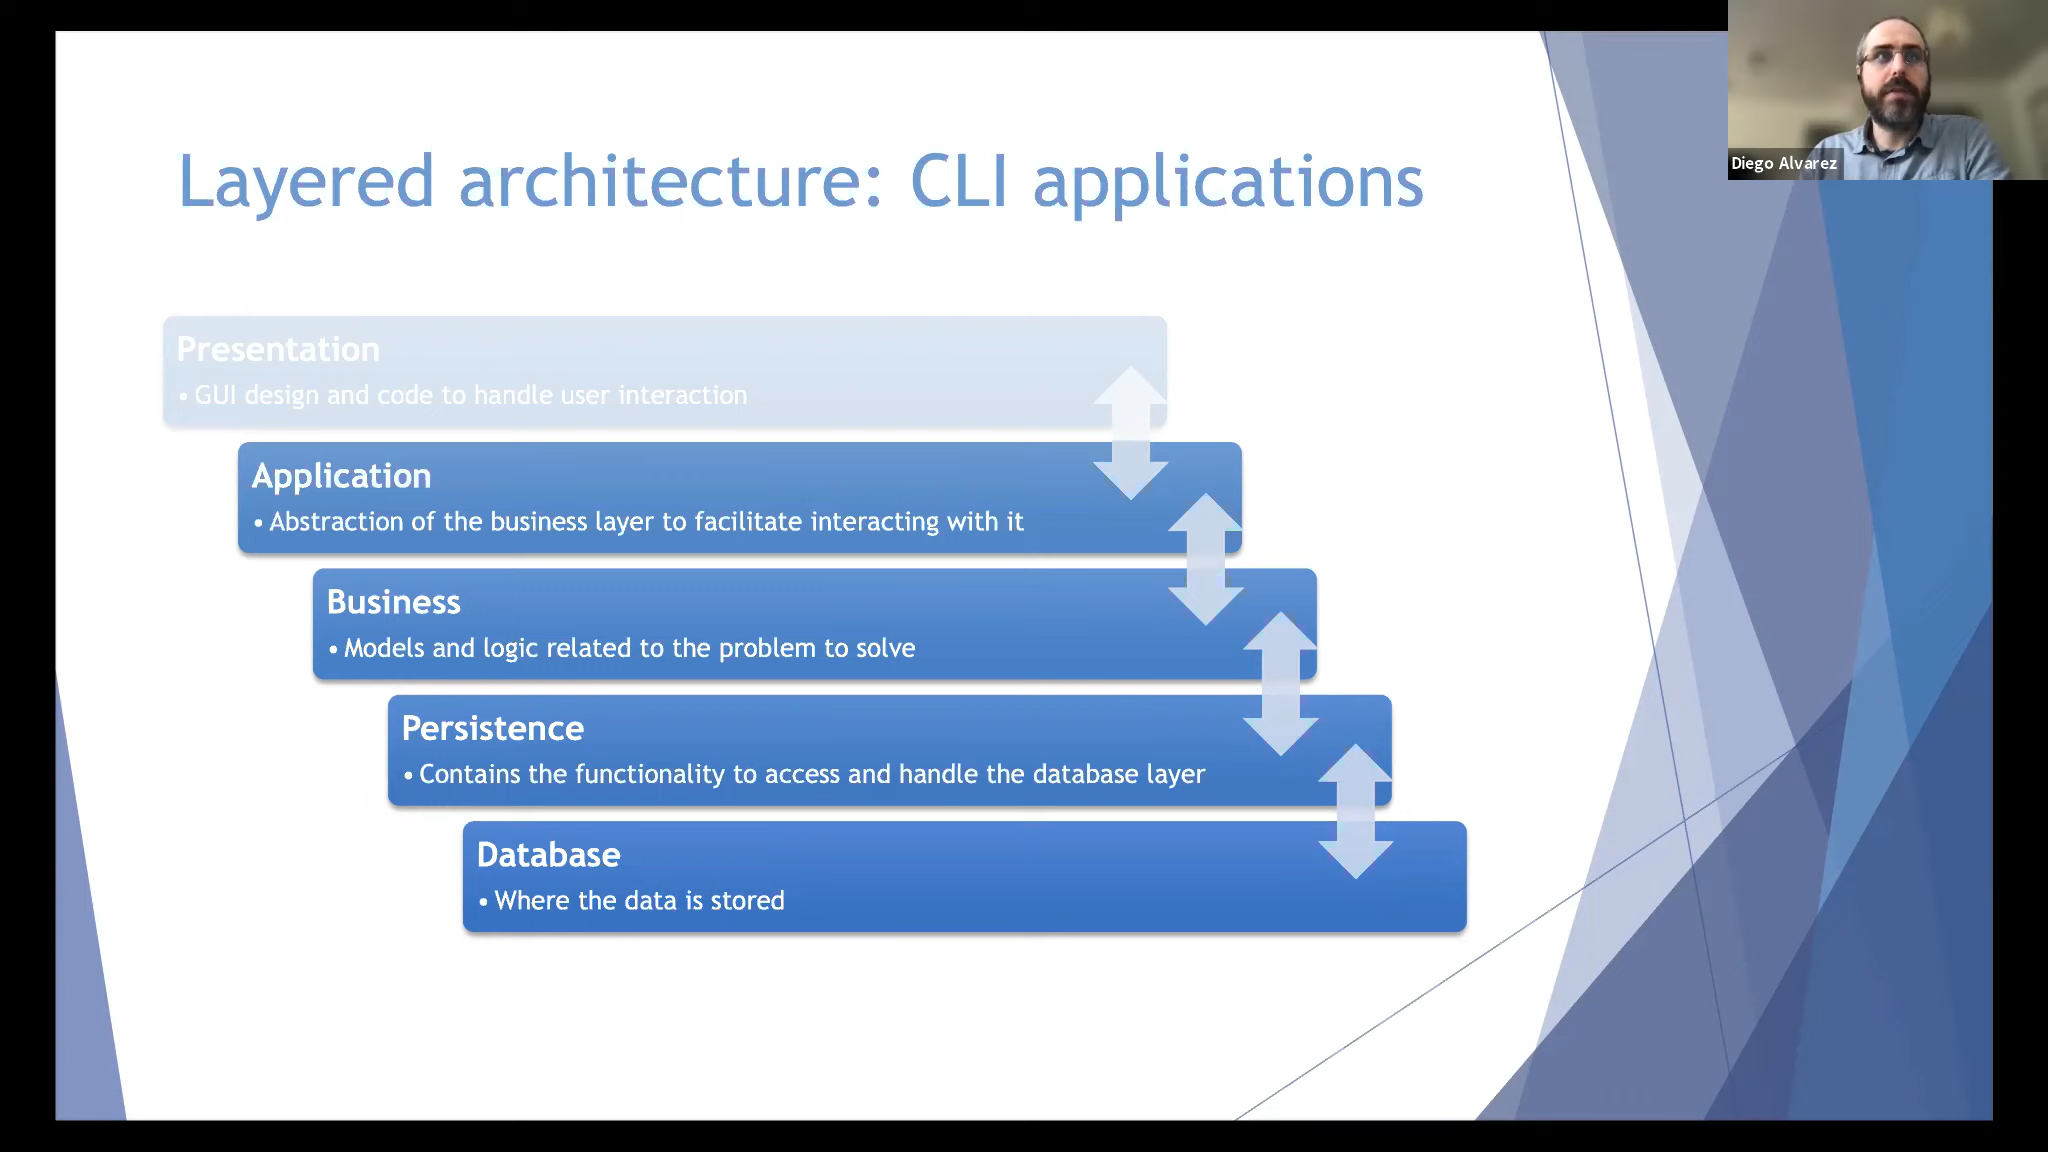 Diego Alvarez
Layered architecture: CLI applications
Presentation
• GUI design and code to handle user interaction
Application
• Abstraction of the business layer to facilitate interacting with it
Business
• Models and logic related to the problem to solve
Persistence
• Contains the functionality to access and handle the database layer
Database
• Where the data is stored